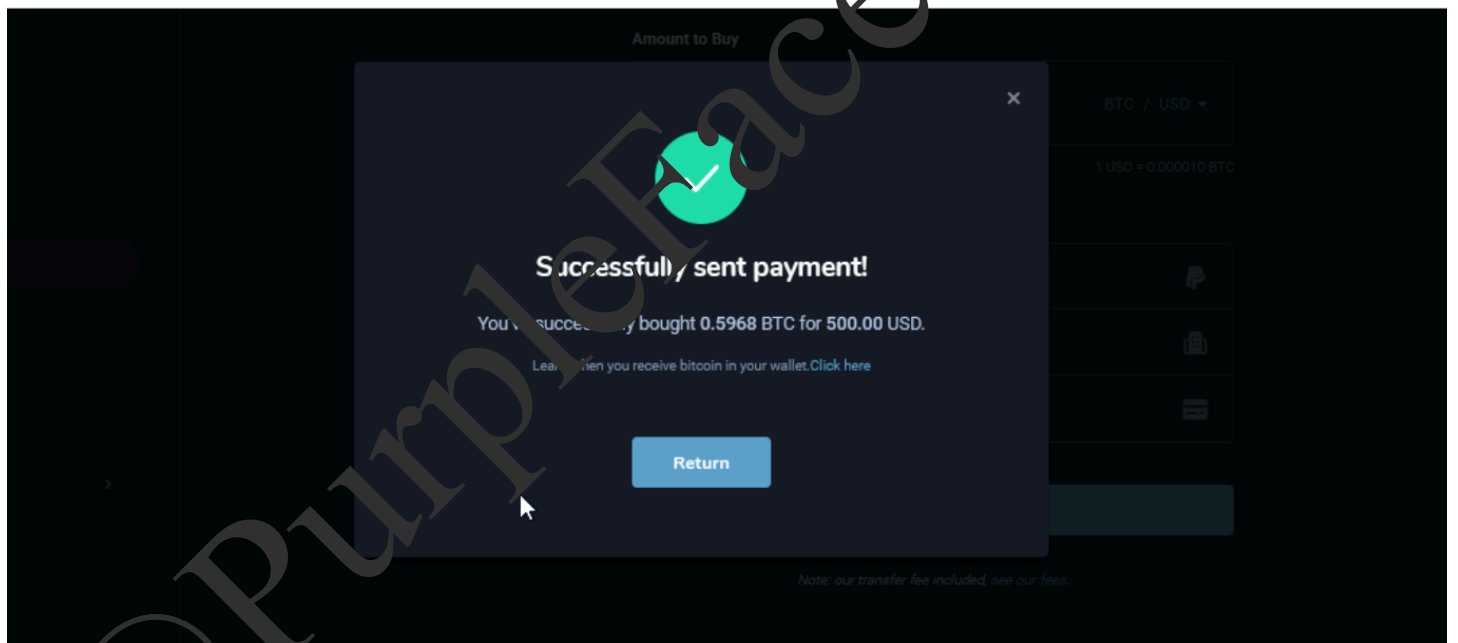 Amount to Buy
×
BTC / USD
1 USD = 0.000010 BTC
Successfully sent payment!
bought 0.5968 BTC for 500.00 USD.
you receive bitcoin in your wallet.Click here
Return
Note: our transfer fee included, see our fees.
@PurpleFace